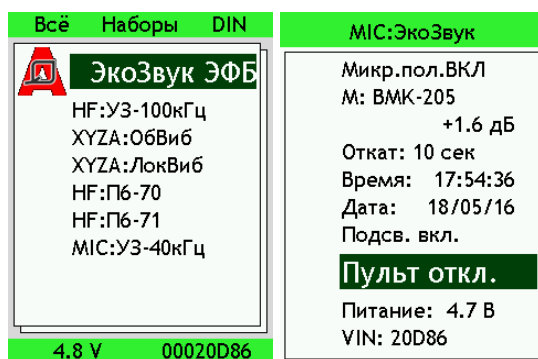 Всё Наборы DIN
ЭкоЗвук ЭФБ
HF:УЗ-100кГц
XYZA:ОбВиб
XYZA:ЛокВиб
HF:П6-70
HF:П6-71
MIC:УЗ-40кГц
4.8 V 00020D86
MIC:ЭкоЗвук
Микр.пол.ВКЛ
М: ВМК-205
+1.6 дБ
Откат: 10 сек
Время: 17:54:36
Дата: 18/05/16
Подсв. вкл.
Пульт откл.
Питание: 4.7 В
VIN: 20D86